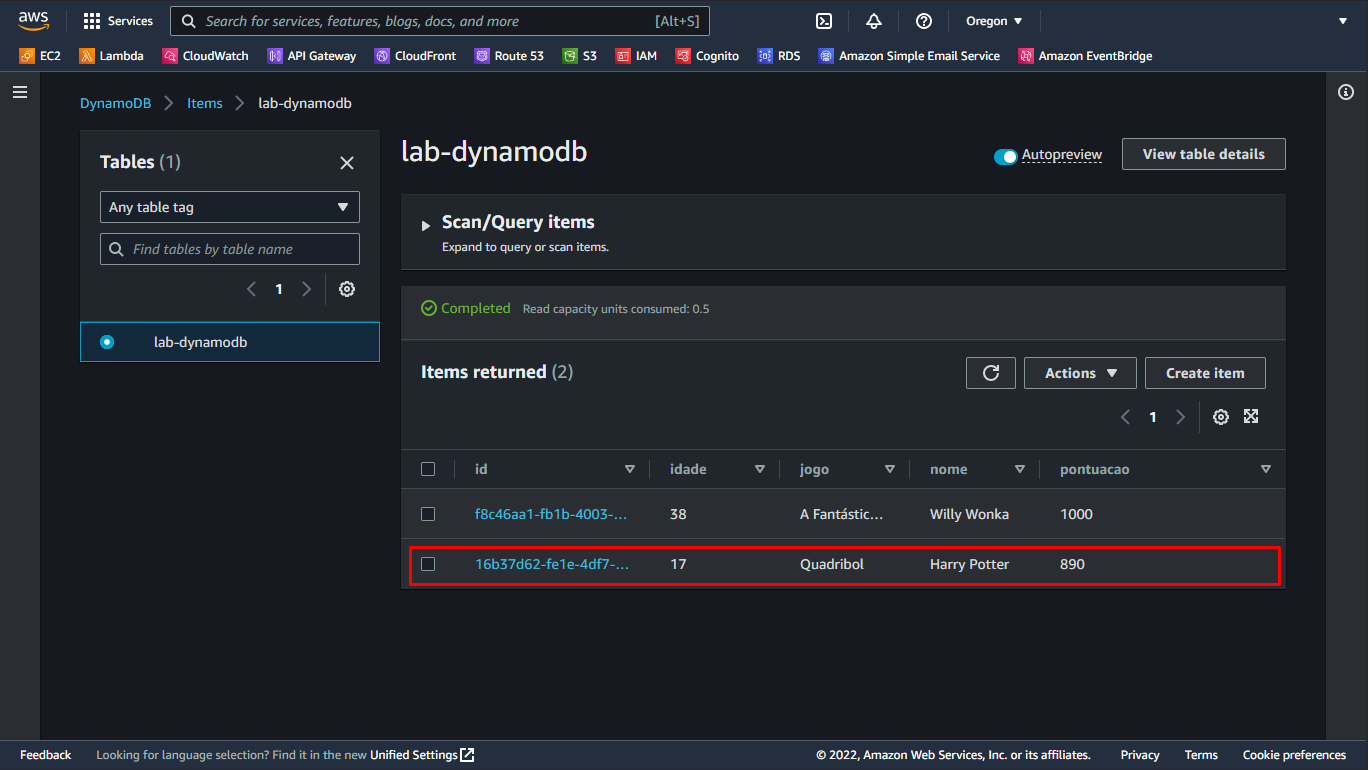 aws Services Search for services, features, blogs, docs, and more [Alt+S] Oregon
EC2 Lambda CloudWatch API Gateway CloudFront Route 53 S3 IAM Cognito RDS Amazon Simple Email Service Amazon EventBridge
DynamoDB Items lab-dynamodb
Tables (1)
Any table tag
Find tables by table name
1
lab-dynamodb
lab-dynamodb
Autopreview View table details
Scan/Query items
Expand to query or scan items.
Completed Read capacity units consumed: 0.5
Items returned (2)
Actions Create item
1
id idade jogo nome pontuacao
f8c46aa1-fb1b-4003-... 38 A Fantástic... Willy Wonka 1000
16b37d62-fe1e-4df7-... 17 Quadribol Harry Potter 890
Feedback Looking for language selection? Find it in the new Unified Settings © 2022, Amazon Web Services, Inc. or its affiliates. Privacy Terms Cookie preferences